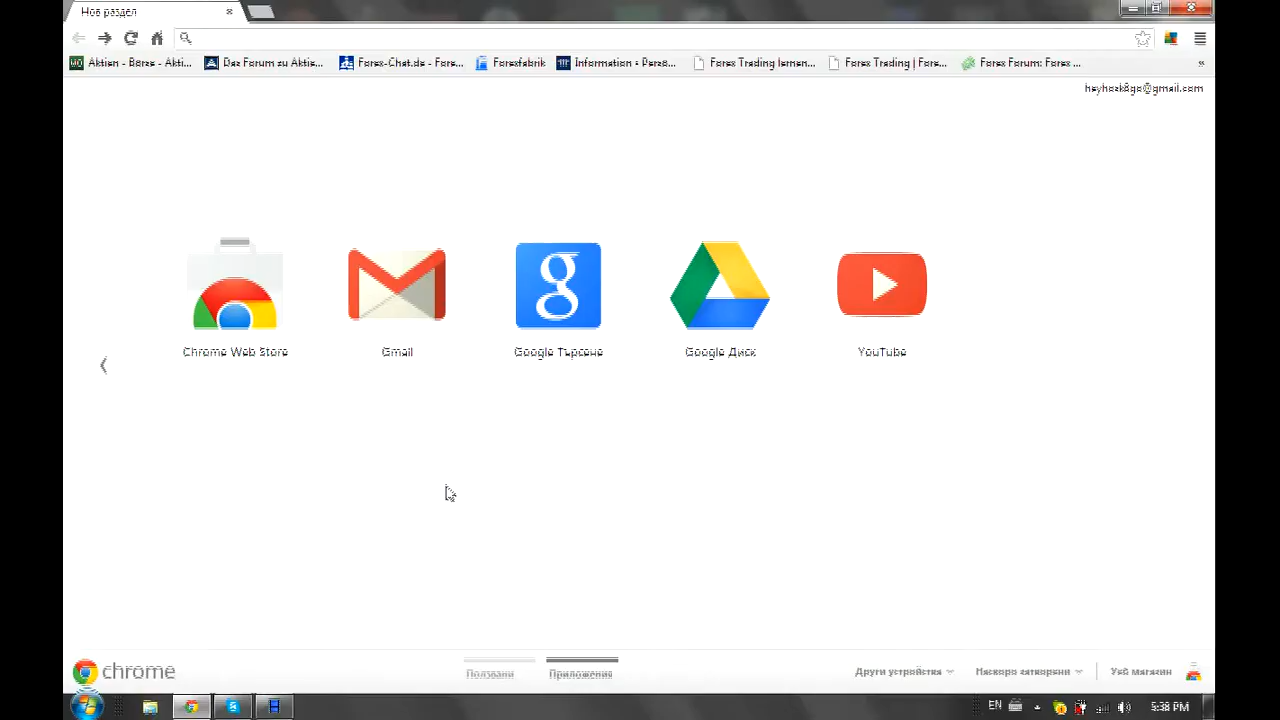 Нов раздел
Aktien - Börse - Akti...
Das Forum zu Aktie...
Forex-Chat.de - Fore...
Forexfabrik
Information • Perso...
Forex Trading lernen...
Forex Trading | Fore...
Forex Forum: Forex ...
»
Chrome Web Store
Gmail
Google Търсене
Google Диск
YouTube
chrome
Ползвани
Приложения
Други устройства
Наскоро затворени
Уеб магазин
EN
5:38 PM